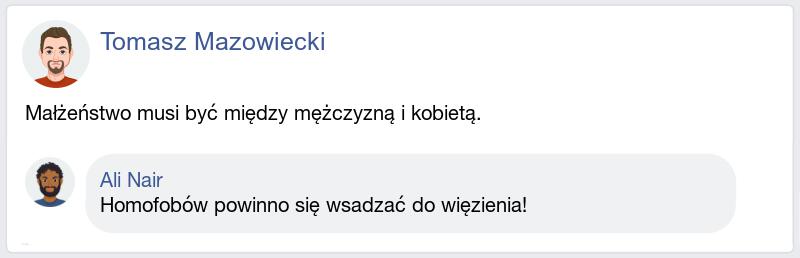 Tomasz Mazowiecki
Małżeństwo musi być między mężczyzną i kobietą.
Ali Nair
Homofobów powinno się wsadzać do więzienia!